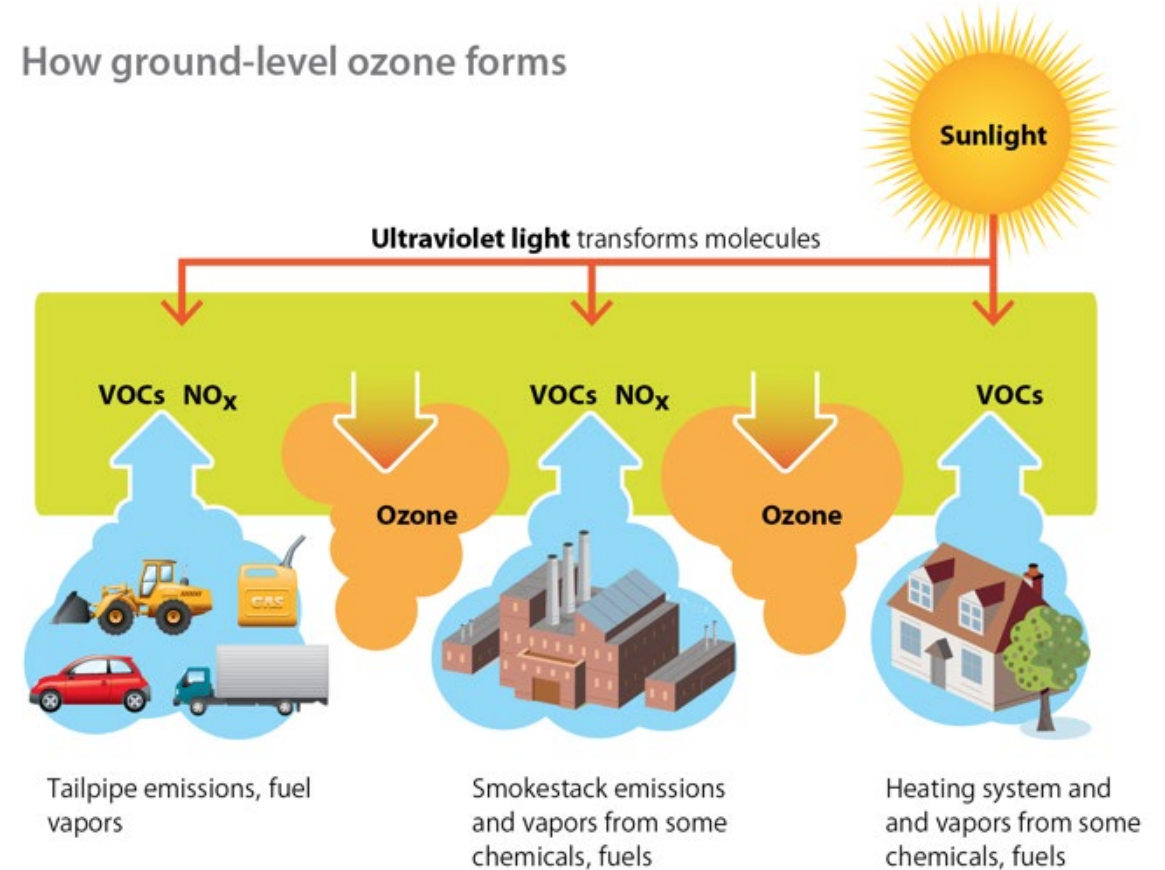 How ground-level ozone forms
Sunlight
Ultraviolet light transforms molecules
VOCs NOx
VOCs NOx
VOCs
Ozone
Ozone
GAS
Tailpipe emissions, fuel
vapors
Smokestack emissions
and vapors from some
chemicals, fuels
Heating system and
and vapors from some
chemicals, fuels